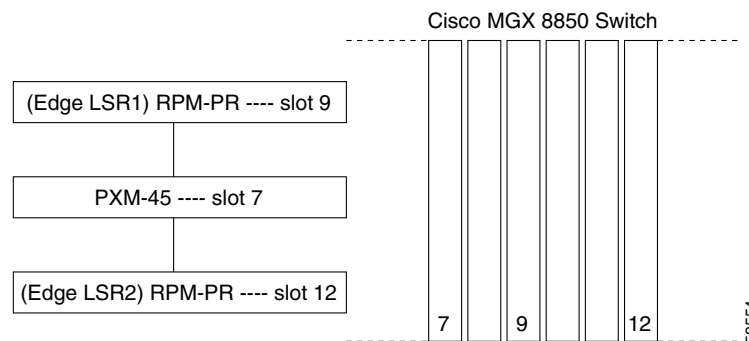 Cisco MGX 8850 Switch
(Edge LSR1) RPM-PR ---- slot 9
PXM-45 ---- slot 7
(Edge LSR2) RPM-PR ---- slot 12
7 9 12